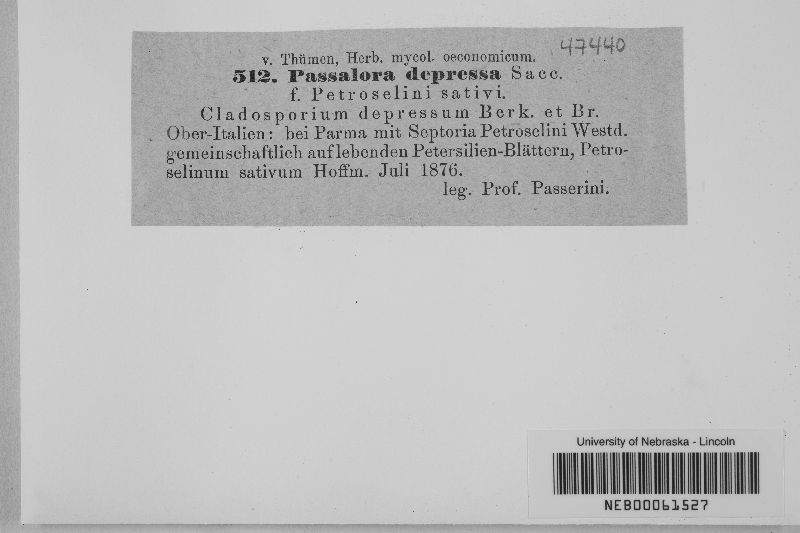 47440
v. Thümen, Herb. mycol. oeconomicum.
512. Passalora depressa Sacc.
f. Petroselini sativi.
Cladosporium depressum Berk. et Br.
Ober-Italien: bei Parma mit Septoria Petroselini Westd.
gemeinschaftlich auf lebenden Petersilien-Blättern, Petro-
selinum sativum Hoffm. Juli 1876.
leg. Prof. Passerini.
University of Nebraska - Lincoln
NEB00061527